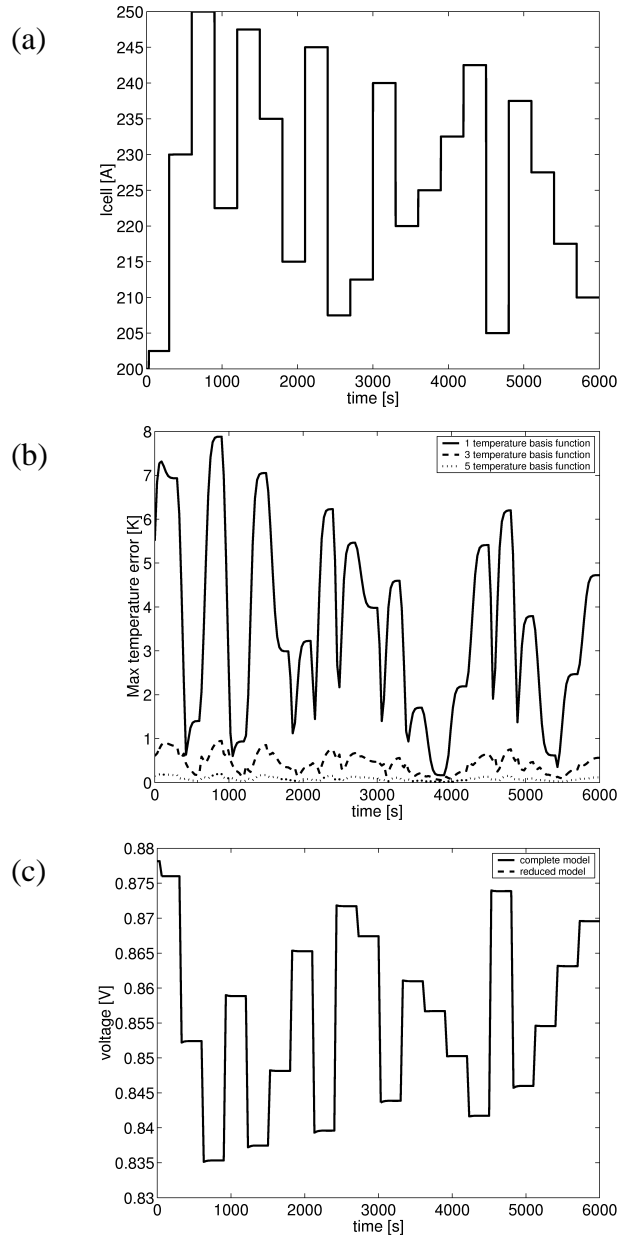 (a)
Icell [A]
250
245
240
235
230
225
220
215
210
205
200
0 1000 2000 3000 4000 5000 6000
time [s]
(b)
Max temperature error [K]
8
7
6
5
4
3
2
1
0
1 temperature basis function
3 temperature basis function
5 temperature basis function
0 1000 2000 3000 4000 5000 6000
time [s]
(c)
voltage [V]
0.88
0.875
0.87
0.865
0.86
0.855
0.85
0.845
0.84
0.835
0.83
complete model
reduced model
0 1000 2000 3000 4000 5000 6000
time [s]